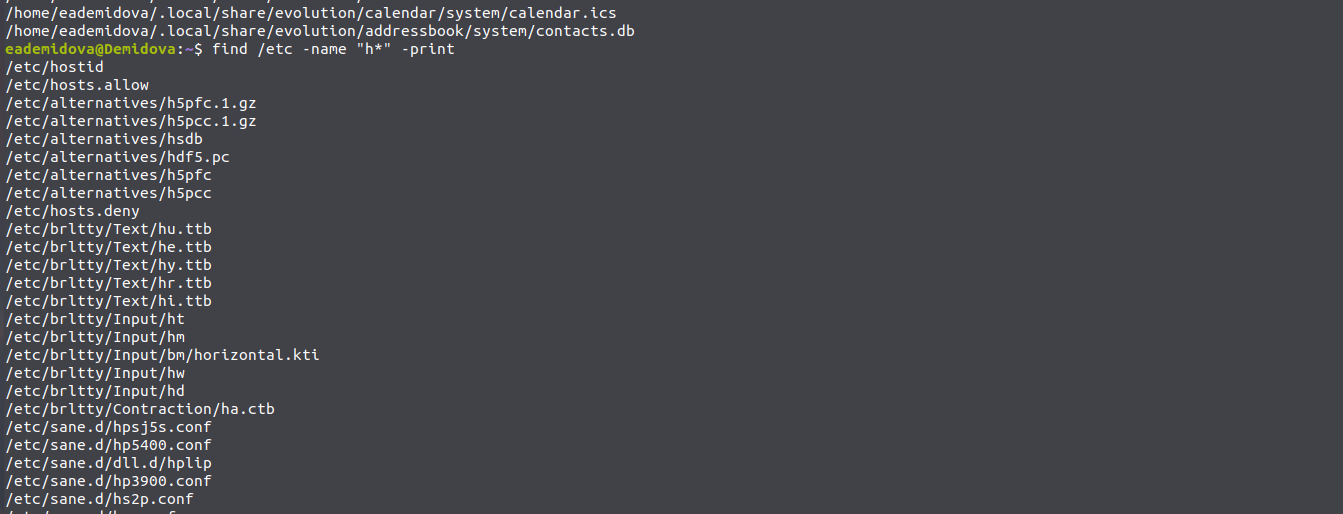 /home/eademidova/.local/share/evolution/calendar/system/calendar.ics
/home/eademidova/.local/share/evolution/addressbook/system/contacts.db
eademidova@Demidova:~$ find /etc -name "h*" -print
/etc/hostid
/etc/hosts.allow
/etc/alternatives/h5pfc.1.gz
/etc/alternatives/h5pcc.1.gz
/etc/alternatives/hsdb
/etc/alternatives/hdf5.pc
/etc/alternatives/h5pfc
/etc/alternatives/h5pcc
/etc/hosts.deny
/etc/brltty/Text/hu.ttb
/etc/brltty/Text/he.ttb
/etc/brltty/Text/hy.ttb
/etc/brltty/Text/hr.ttb
/etc/brltty/Text/hi.ttb
/etc/brltty/Input/ht
/etc/brltty/Input/hm
/etc/brltty/Input/bm/horizontal.kti
/etc/brltty/Input/hw
/etc/brltty/Input/hd
/etc/brltty/Contraction/ha.ctb
/etc/sane.d/hpsj5s.conf
/etc/sane.d/hp5400.conf
/etc/sane.d/dll.d/hplip
/etc/sane.d/hp3900.conf
/etc/sane.d/hs2p.conf